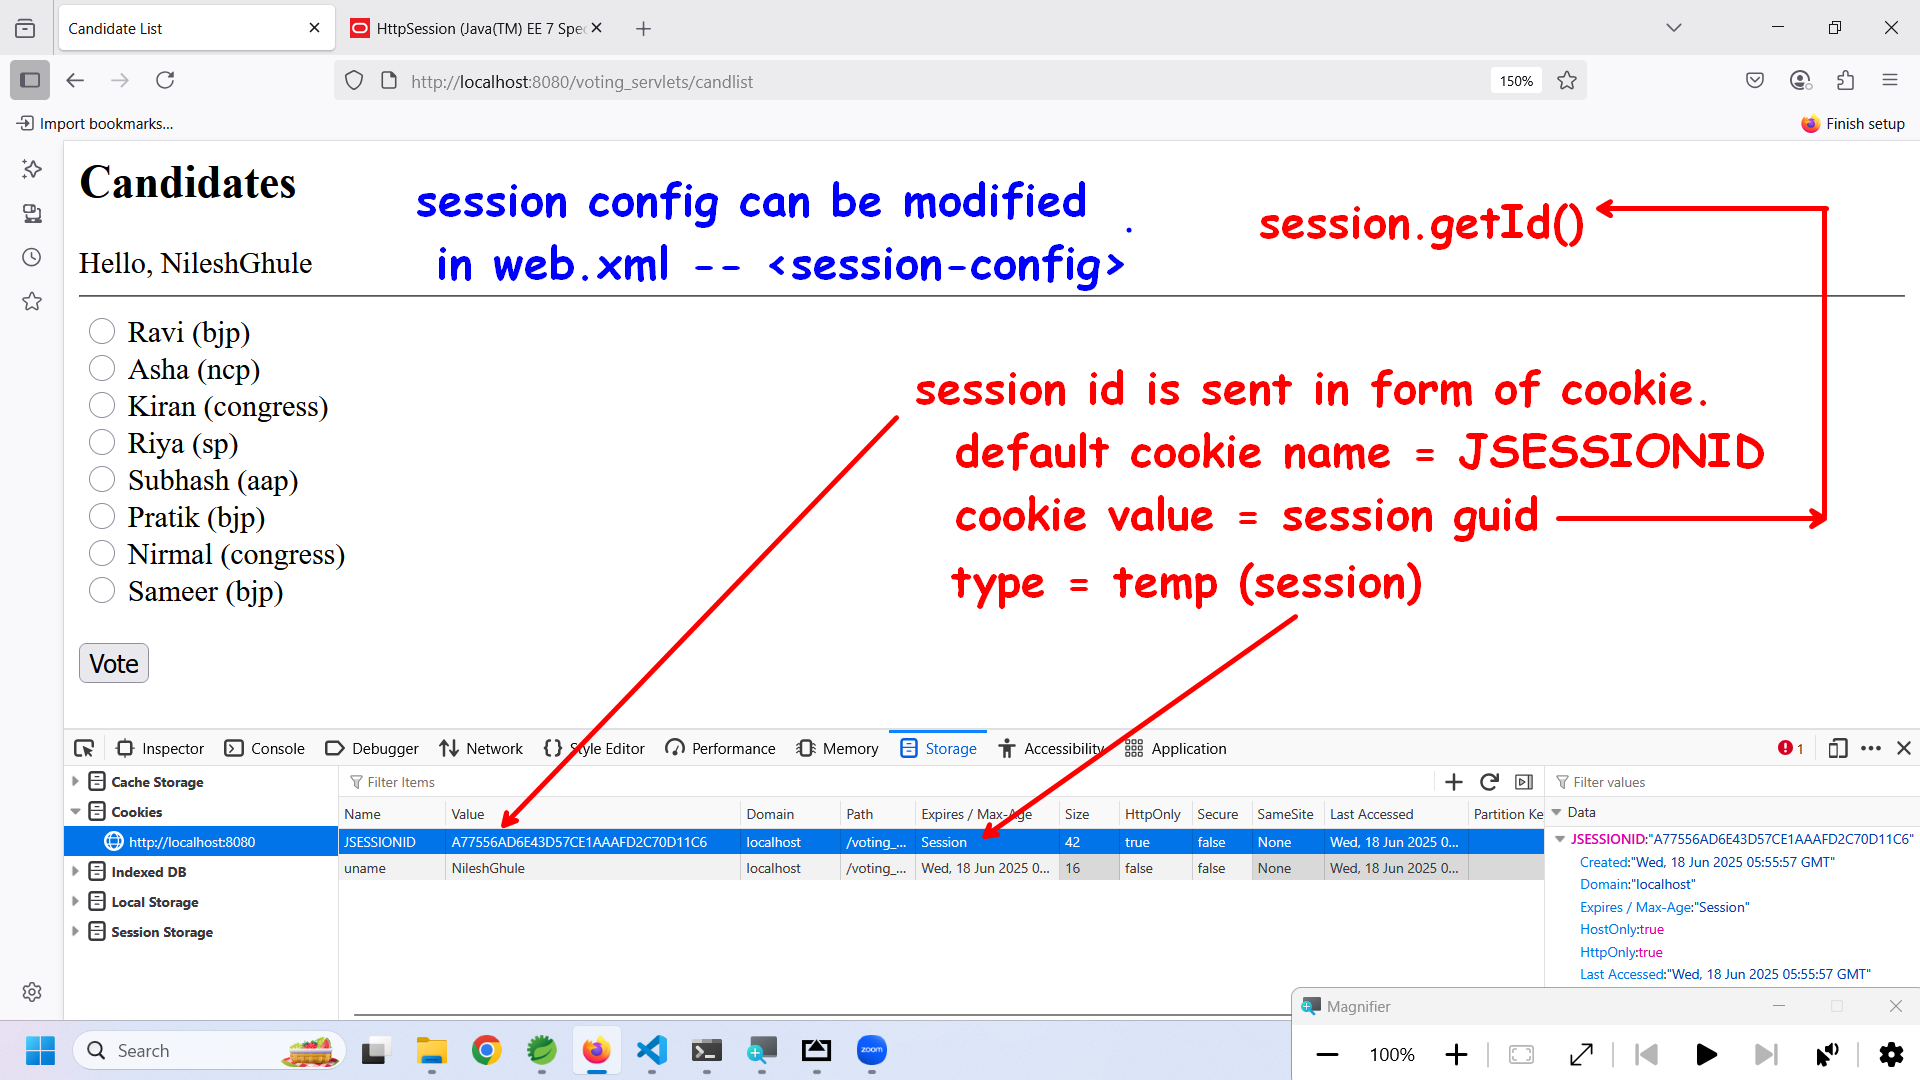 Candidate List
HttpSession (Java(TM) EE 7 Spec
http://localhost:8080/voting_servlets/candlist
150%
Import bookmarks...
Finish setup
Candidates
session config can be modified
in web.xml -- <session-config>
session.getId()
Hello, NileshGhule
Ravi (bjp)
Asha (ncp)
Kiran (congress)
Riya (sp)
Subhash (aap)
Pratik (bjp)
Nirmal (congress)
Sameer (bjp)
session id is sent in form of cookie.
default cookie name = JSESSIONID
cookie value = session guid
type = temp (session)
Vote
Inspector Console Debugger Network Style Editor Performance Memory Storage Accessibility Application
1
Cache Storage
Cookies
http://localhost:8080
Indexed DB
Local Storage
Session Storage
Filter Items
Name Value Domain Path Expires / Max-Age Size HttpOnly Secure SameSite Last Accessed Partition Ke
JSESSIONID A77556AD6E43D57CE1AAAFD2C70D11C6 localhost /voting_... Session 42 true false None Wed, 18 Jun 2025 0...
uname NileshGhule localhost /voting_... Wed, 18 Jun 2025 0... 16 false false None Wed, 18 Jun 2025 0...
Filter values
Data
JSESSIONID:"A77556AD6E43D57CE1AAAFD2C70D11C6"
Created:"Wed, 18 Jun 2025 05:55:57 GMT"
Domain:"localhost"
Expires / Max-Age:"Session"
HostOnly:true
HttpOnly:true
Last Accessed:"Wed, 18 Jun 2025 05:55:57 GMT"
Magnifier
100%
Search
zoom